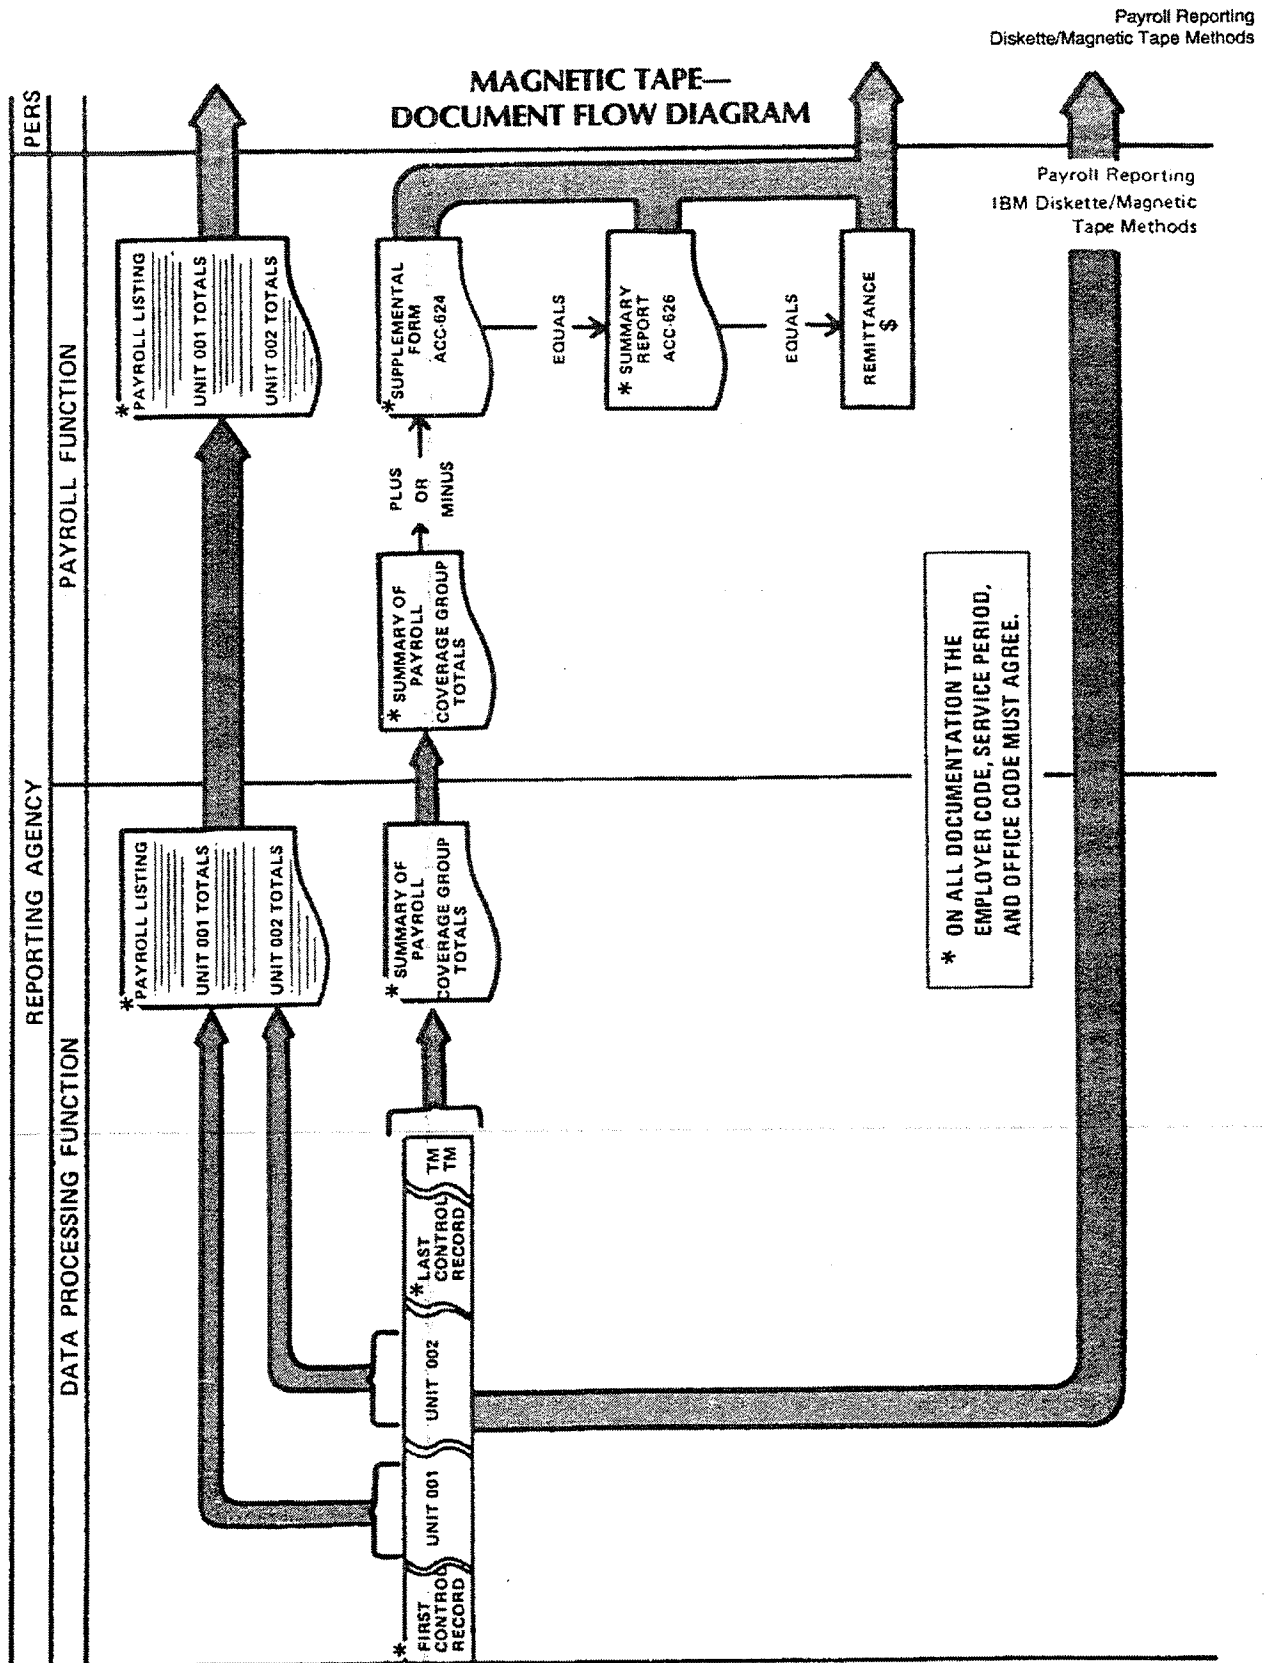 Payroll Reporting
Diskette/Magnetic Tape Methods
MAGNETIC TAPE—
DOCUMENT FLOW DIAGRAM
Payroll Reporting
IBM Diskette/Magnetic
Tape Methods
REPORTING AGENCY
PERS
DATA PROCESSING FUNCTION
PAYROLL FUNCTION
*
PAYROLL LISTING
UNIT 001 TOTALS
UNIT 002 TOTALS
*
PAYROLL LISTING
UNIT 001 TOTALS
UNIT 002 TOTALS
*
FIRST
CONTROL
RECORD
UNIT 001
UNIT 002
* LAST
CONTROL
RECORD
TM
TM
* SUMMARY OF
PAYROLL
COVERAGE GROUP
TOTALS
* SUMMARY OF
PAYROLL
COVERAGE GROUP
TOTALS
PLUS
OR
MINUS
* SUPPLEMENTAL
FORM
ACC-624
EQUALS
* SUMMARY
REPORT
ACC-626
EQUALS
REMITTANCE
$
* ON ALL DOCUMENTATION THE
EMPLOYER CODE, SERVICE PERIOD,
AND OFFICE CODE MUST AGREE.